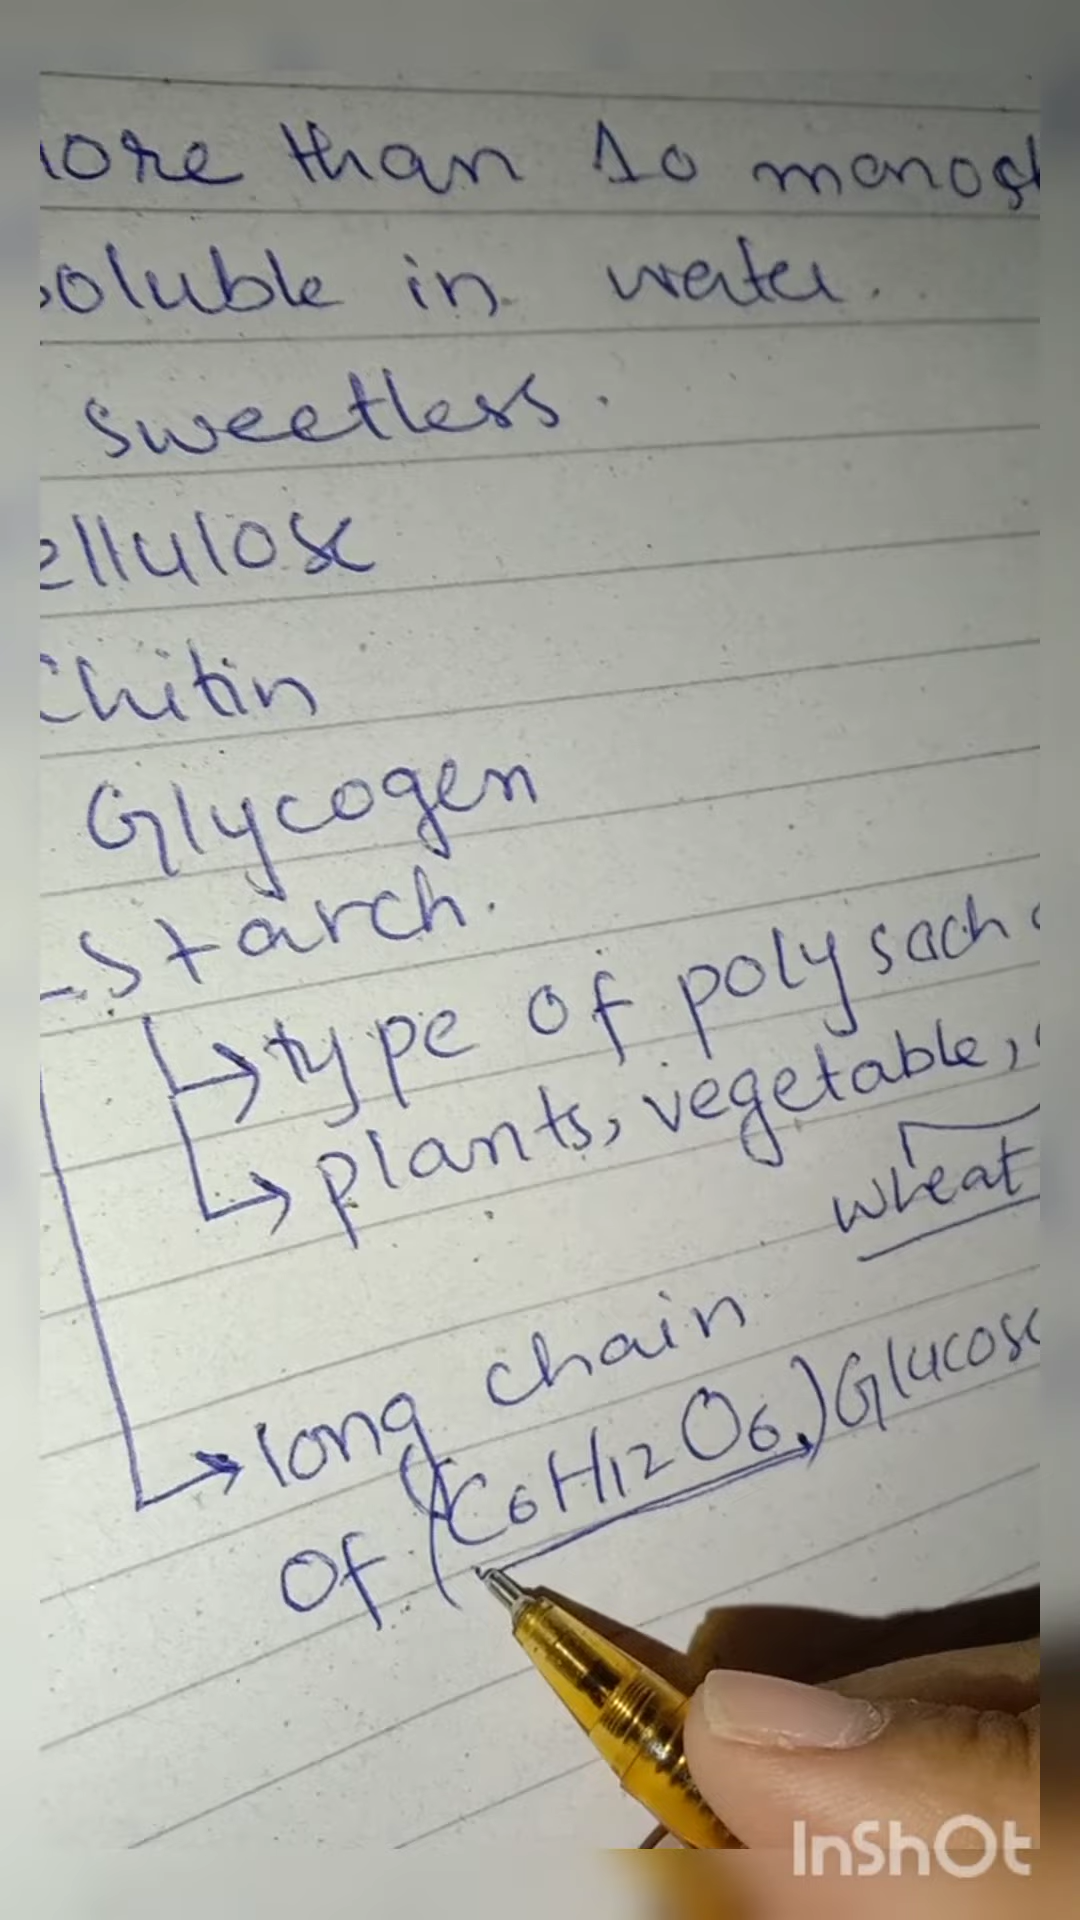 ore than 10 monos
oluble in water.
sweetless.
ellulose
Chitin
Glycogen
Starch.
type of polysach
plants, vegetable,
wheat
long chain
of (C6H12O6) Glucose
InShOt